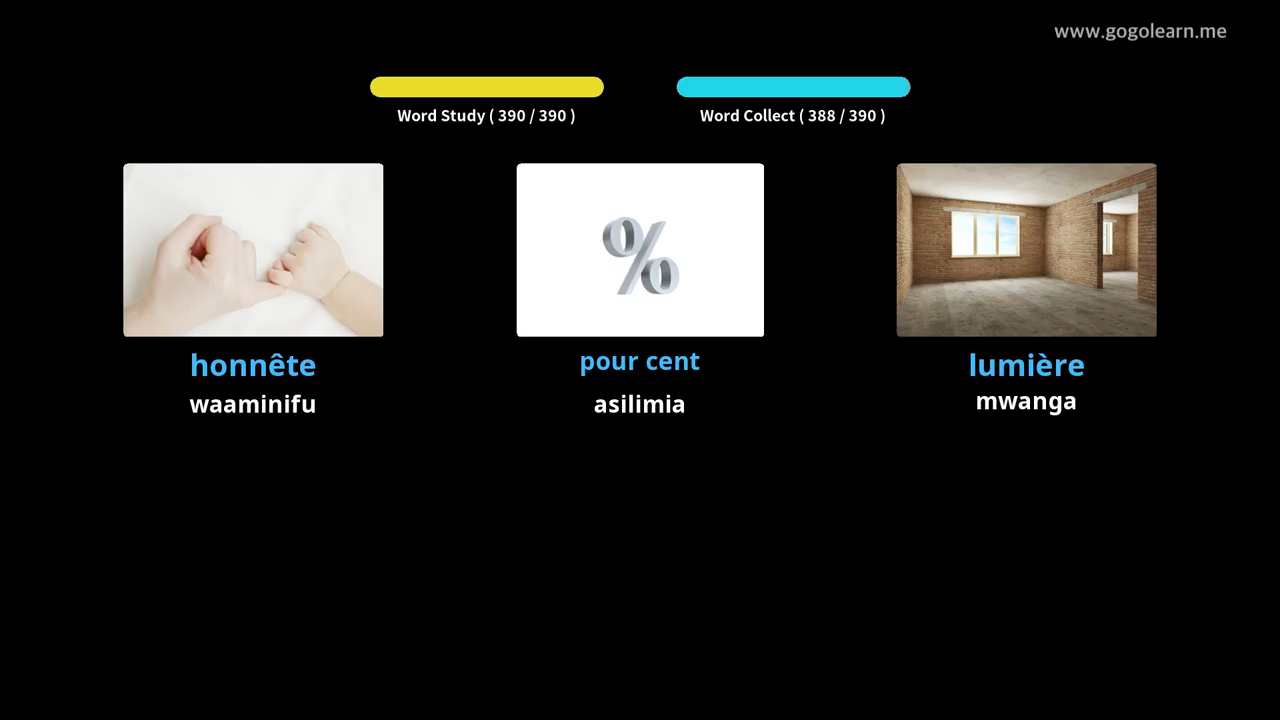 www.gogolearn.me
Word Study ( 390 / 390 )
Word Collect ( 388 / 390 )
%
honnête
waaminifu
pour cent
asilimia
lumière
mwanga